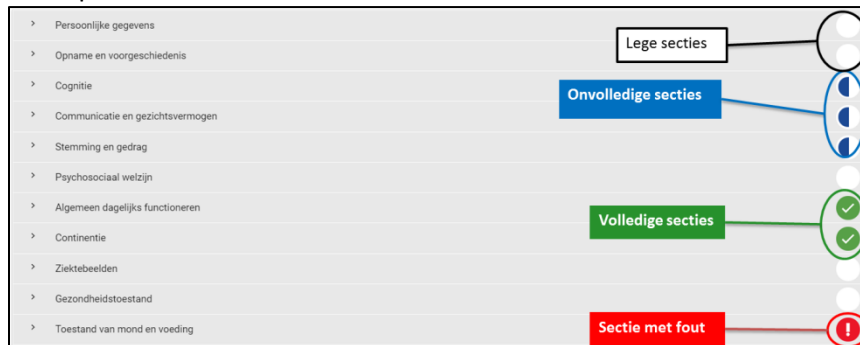 Persoonlijke gegevens
Lege secties
Opname en voorgeschiedenis
Cognitie
Onvolledige secties
Communicatie en gezichtsvermogen
Stemming en gedrag
Psychosociaal welzijn
Algemeen dagelijks functioneren
Volledige secties
Continentie
Ziektebeelden
Gezondheidstoestand
Toestand van mond en voeding
Sectie met fout